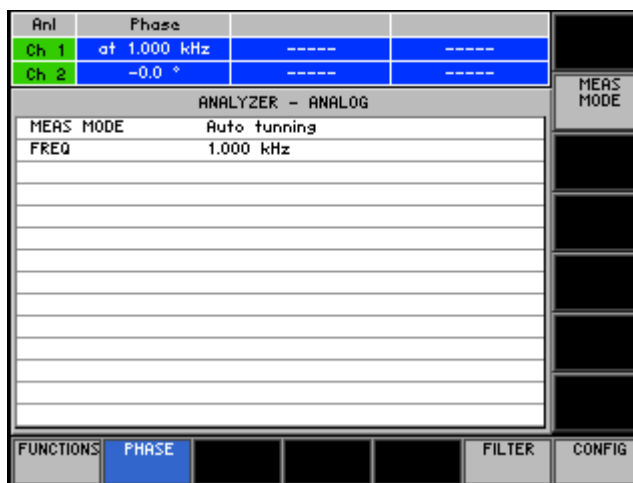 Anl Phase
Ch 1 at 1.000 kHz ----- -----
Ch 2 -0.0 ° ----- -----
MEAS MODE
ANALYZER - ANALOG
MEAS MODE Auto tunning
FREQ 1.000 kHz
FUNCTIONS PHASE FILTER CONFIG